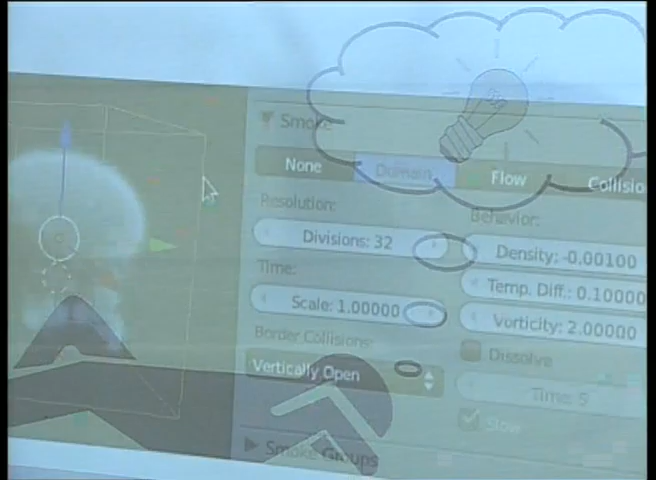 Smoke
None Domain Flow Collisio
Resolution:
Behavior:
Divisions: 32
Density: -0.00100
Time:
Temp. Diff.: 0.10000
Scale: 1.00000
Vorticity: 2.00000
Border Collisions:
Dissolve
Vertically Open
Time: 5
Slow
Smoke Groups